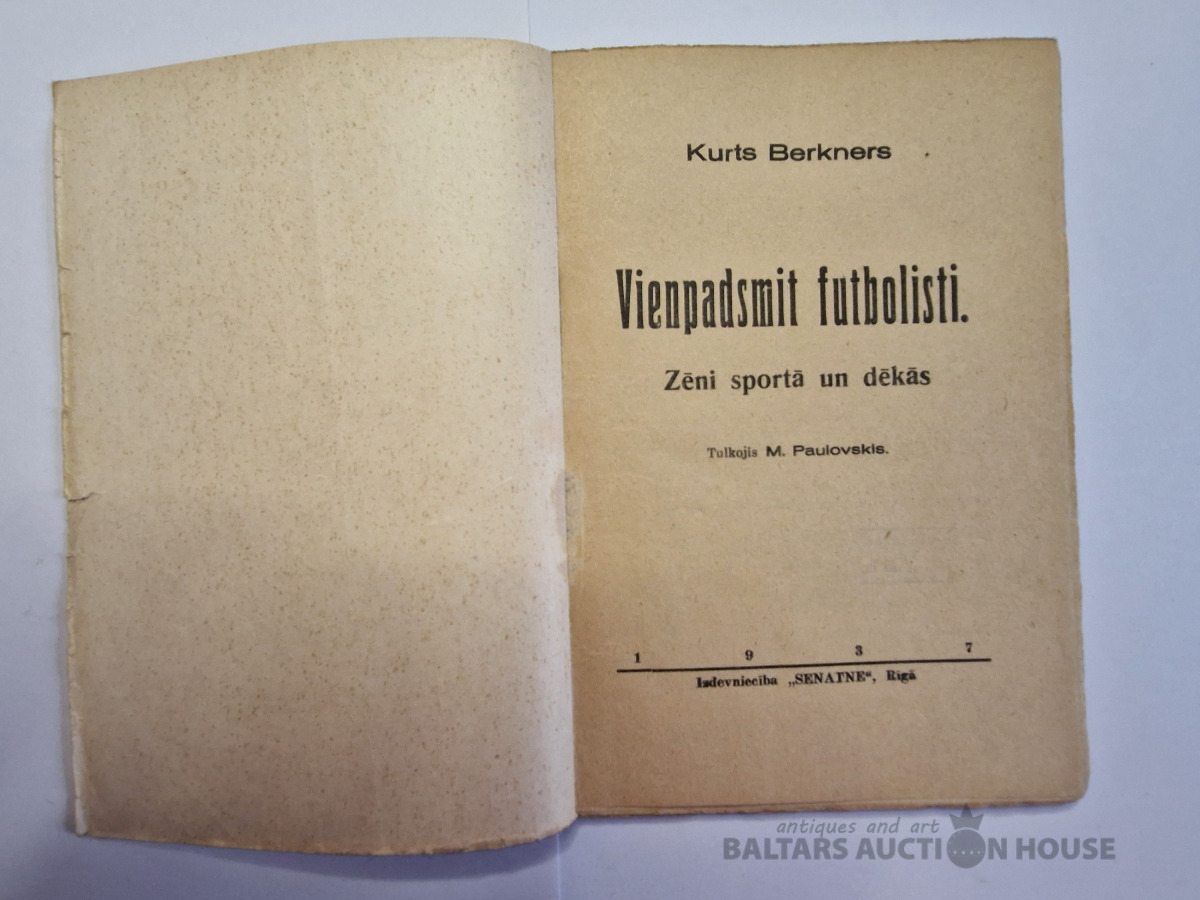 Kurts Berkners
Vienpadsmit futbolisti.
Zēni sportā un dēkās
Tulkojis M. Paulovskis.
1 9 3 7
Izdevniecība „SENATNE“, Rīgā
antiques and art
BALTARS AUCTION HOUSE